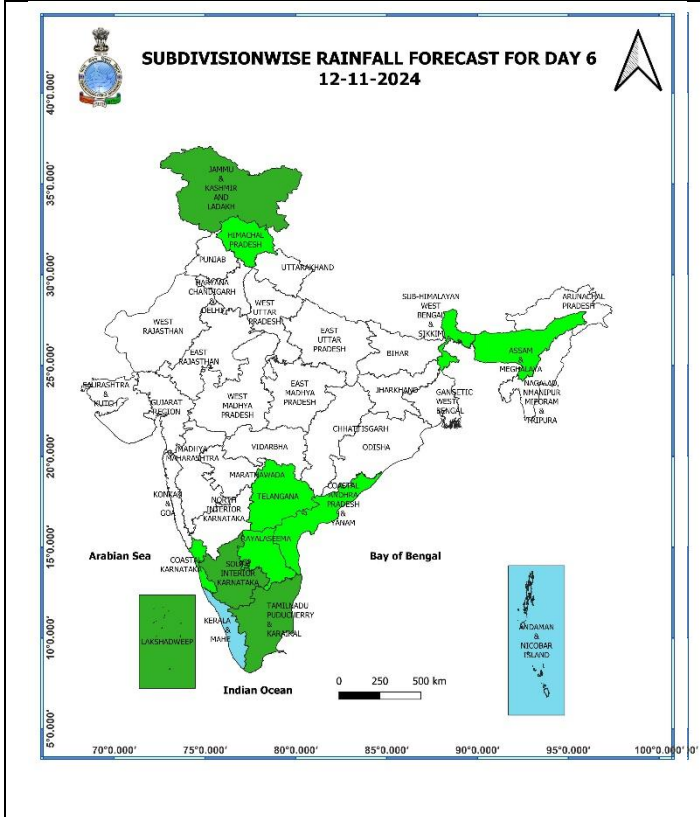 SUBDIVISIONWISE RAINFALL FORECAST FOR DAY 6
12-11-2024
40°0.000'
35°0.000'
30°0.000'
25°0.000'
20°0.000'
15°0.000'
10°0.000'
5°0.000'
JAMMU
&
KASHMIR
AND
LADAKH
HIMACHAL
PRADESH
PUNJAB
UTTARAKHAND
HARYANA
CHANDIGARH
&
DELHI
WEST
RAJASTHAN
EAST
RAJASTHAN
WEST
UTTAR
PRADESH
EAST
UTTAR
PRADESH
BIHAR
SUB-HIMALAYAN
WEST
BENGAL
&
SIKKIM
ARUNACHAL
PRADESH
ASSAM
&
MEGHALAYA
NAGALAD,
MIZORAM
&
TRIPURA
SAURASHTRA
&
KUTCH
GUJARAT
REGION
WEST
MADHYA
PRADESH
EAST
MADHYA
PRADESH
JHARKHAND
GANGETIC
WEST
BENGAL
CHHATTISGARH
ODISHA
VIDARBHA
MADHYA
MAHARASHTRA
MARATHAWADA
KONKAN
&
GOA
NORTH
INTERIOR
KARNATAKA
TELANGANA
COASTAL
ANDHRA
PRADESH
&
YANAM
RAYALASEEMA
COASTAL
KARNATAKA
SOUTH
INTERIOR
KARNATAKA
TAMILNADU
PUDUCHERRY
&
KARAIKAL
KERALA
&
MAHE
LAKSHADWEEP
ANDAMAN
&
NICOBAR
ISLAND
Arabian Sea
Bay of Bengal
Indian Ocean
0 250 500 km
70°0.000' 75°0.000' 80°0.000' 85°0.000' 90°0.000' 95°0.000' 100°0.000'